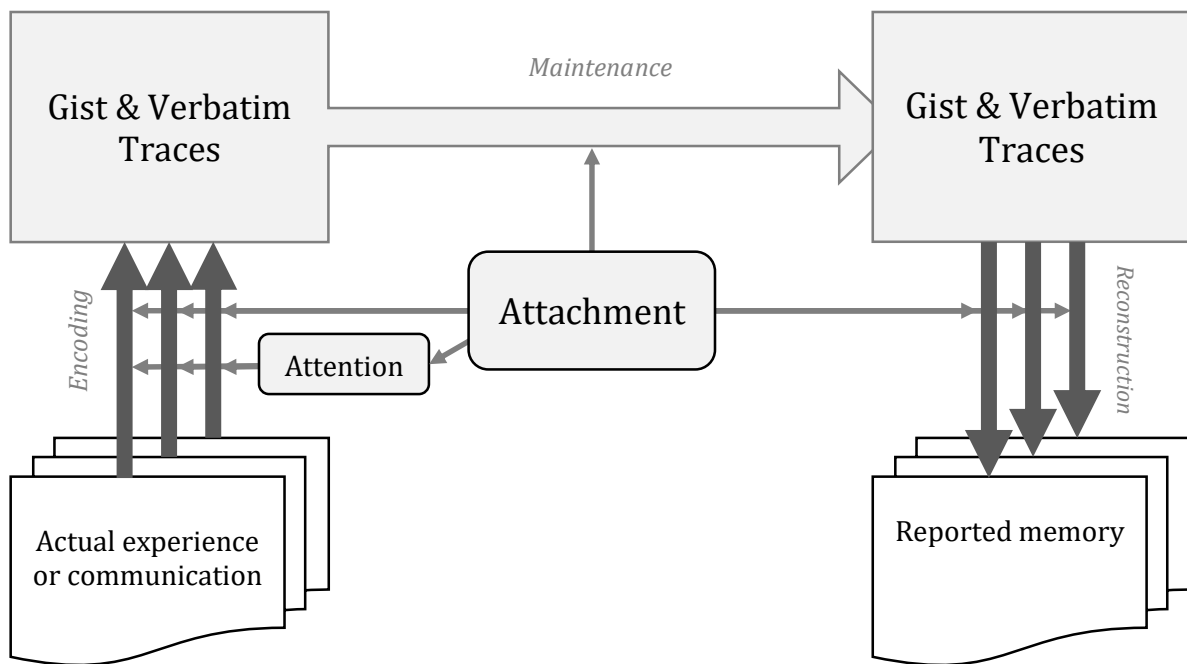 Maintenance
Gist & Verbatim
Traces
Gist & Verbatim
Traces
Encoding
Attachment
Reconstruction
Attention
Actual experience
or communication
Reported memory